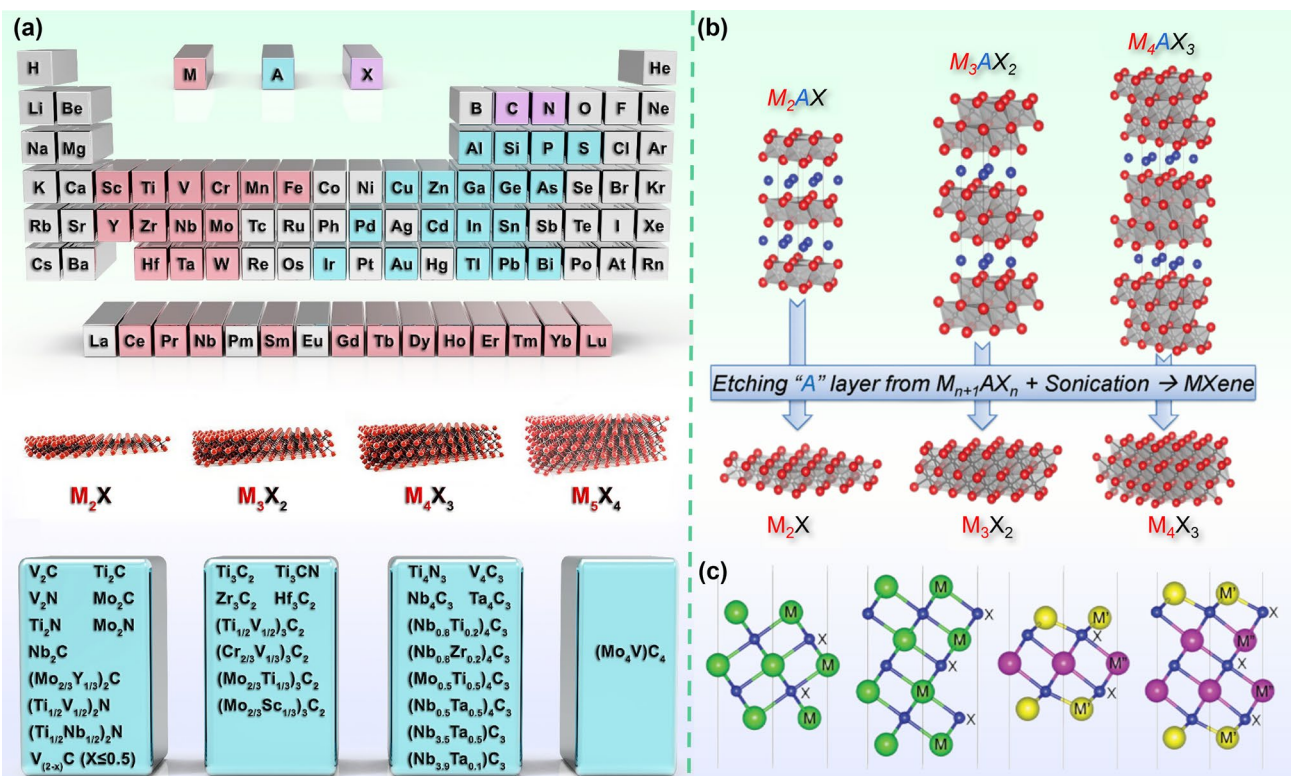 (a)
M A X
H He
Li Be B C N O F Ne
Na Mg Al Si P S Cl Ar
K Ca Sc Ti V Cr Mn Fe Co Ni Cu Zn Ga Ge As Se Br Kr
Rb Sr Y Zr Nb Mo Tc Ru Ph Pd Ag Cd In Sn Sb Te I Xe
Cs Ba Hf Ta W Re Os Ir Pt Au Hg Tl Pb Bi Po At Rn
La Ce Pr Nb Pm Sm Eu Gd Tb Dy Ho Er Tm Yb Lu
M₂X M₃X₂ M₄X₃ M₅X₄
V₂C Ti₂C
V₂N Mo₂C
Ti₂N Mo₂N
Nb₂C
(Mo₂/₃Y₁/₃)₂C
(Ti₁/₂V₁/₂)₂N
(Ti₁/₂Nb₁/₂)₂N
V₍₂₋ₓ₎C (X≤0.5)
Ti₃C₂ Ti₃CN
Zr₃C₂ Hf₃C₂
(Ti₁/₂V₁/₂)₃C₂
(Cr₂/₃V₁/₃)₃C₂
(Mo₂/₃Ti₁/₃)₃C₂
(Mo₂/₃Sc₁/₃)₃C₂
Ti₄N₃ V₄C₃
Nb₄C₃ Ta₄C₃
(Nb₀.₈Ti₀.₂)₄C₃
(Nb₀.₈Zr₀.₂)₄C₃
(Mo₀.₅Ti₀.₅)₄C₃
(Nb₀.₅Ta₀.₅)₄C₃
(Nb₃.₅Ta₀.₅)C₃
(Nb₃.₉Ta₀.₁)C₃
(Mo₄V)C₄
(b)
M₂AX M₃AX₂ M₄AX₃
Etching “A” layer from Mₙ₊₁AXₙ + Sonication → MXene
M₂X M₃X₂ M₄X₃
(c)
M X M X M
M X M X M M X
M' X M" X M'
M' X M" X M" X M'